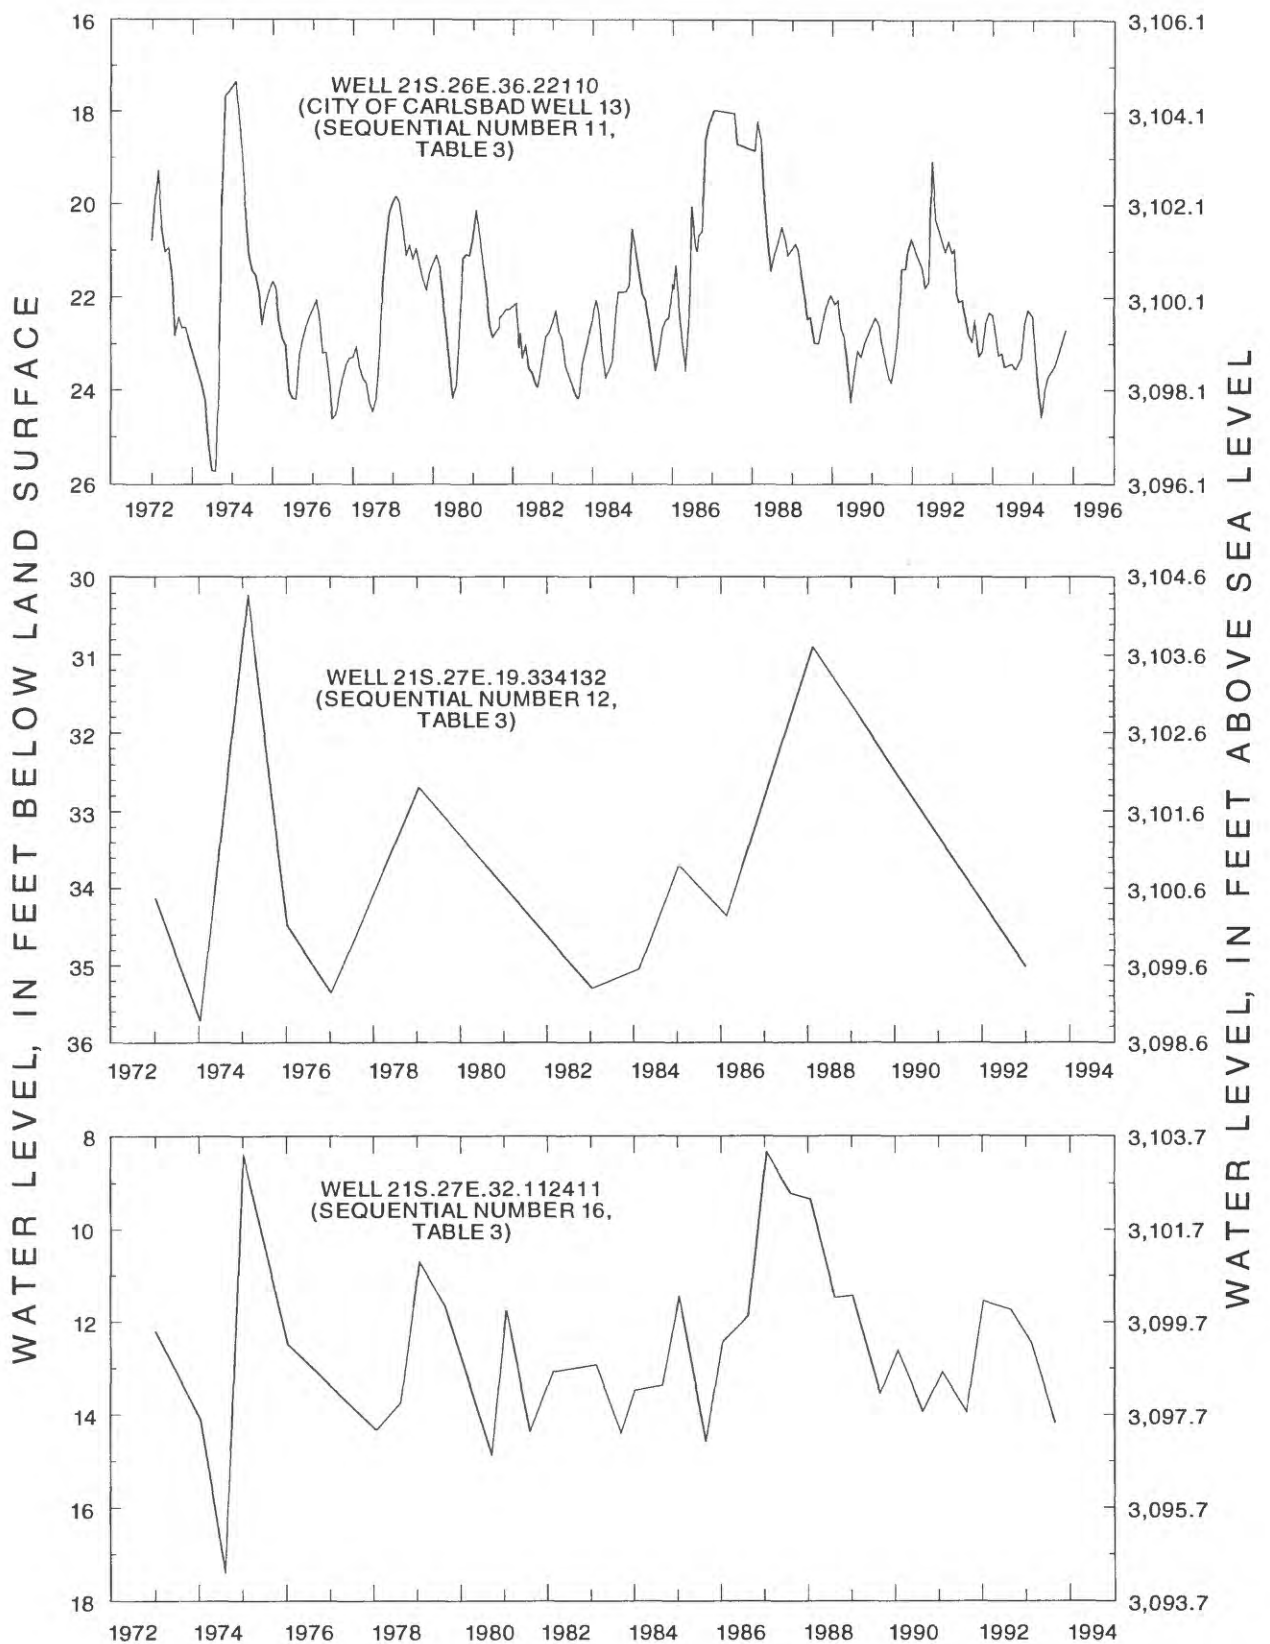 WATER LEVEL, IN FEET BELOW LAND SURFACE
WATER LEVEL, IN FEET ABOVE SEA LEVEL
WELL 21S.26E.36.22110
(CITY OF CARLSBAD WELL 13)
(SEQUENTIAL NUMBER 11,
TABLE 3)
16
18
20
22
24
26
3,106.1
3,104.1
3,102.1
3,100.1
3,098.1
3,096.1
1972 1974 1976 1978 1980 1982 1984 1986 1988 1990 1992 1994 1996
WELL 21S.27E.19.334132
(SEQUENTIAL NUMBER 12,
TABLE 3)
30
31
32
33
34
35
36
3,104.6
3,103.6
3,102.6
3,101.6
3,100.6
3,099.6
3,098.6
1972 1974 1976 1978 1980 1982 1984 1986 1988 1990 1992 1994
WELL 21S.27E.32.112411
(SEQUENTIAL NUMBER 16,
TABLE 3)
8
10
12
14
16
18
3,103.7
3,101.7
3,099.7
3,097.7
3,095.7
3,093.7
1972 1974 1976 1978 1980 1982 1984 1986 1988 1990 1992 1994